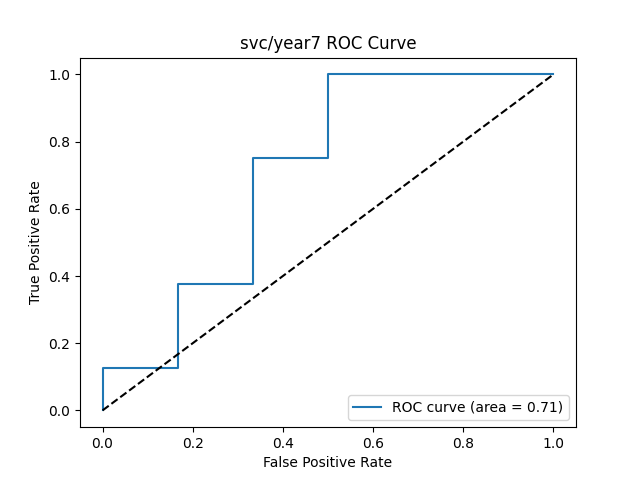 svc/year7 ROC Curve
1.0
0.8
0.6
0.4
0.2
0.0
True Positive Rate
ROC curve (area = 0.71)
0.0 0.2 0.4 0.6 0.8 1.0
False Positive Rate